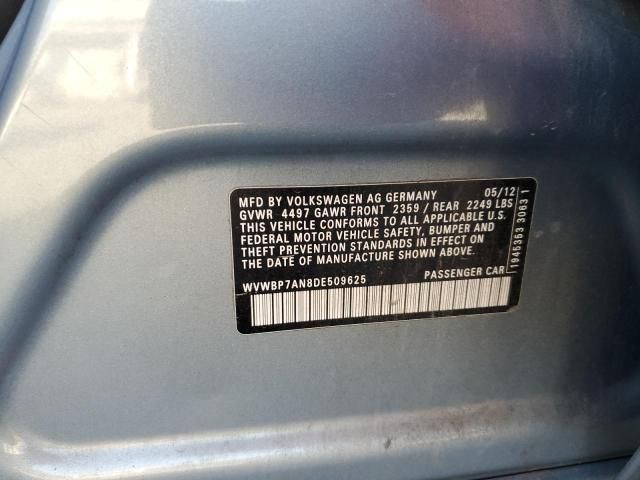 MFD BY VOLKSWAGEN AG GERMANY 05/12
GVWR 4497 GAWR FRONT 2359 / REAR 2249 LBS
THIS VEHICLE CONFORMS TO ALL APPLICABLE U.S.
FEDERAL MOTOR VEHICLE SAFETY, BUMPER AND
THEFT PREVENTION STANDARDS IN EFFECT ON
THE DATE OF MANUFACTURE SHOWN ABOVE.
WVWBP7AN8DE509625 PASSENGER CAR
1945353 3063 1